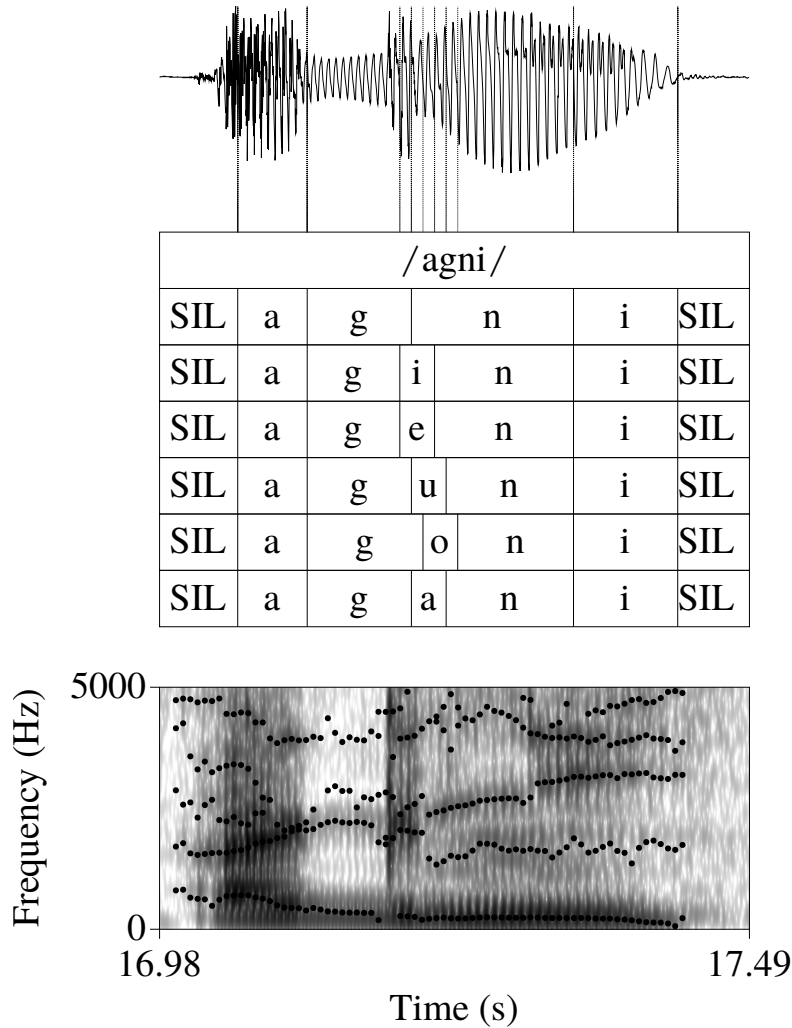 /agni/
SIL a g n i SIL
SIL a g i n i SIL
SIL a g e n i SIL
SIL a g u n i SIL
SIL a g o n i SIL
SIL a g a n i SIL
5000
Frequency (Hz)
0
16.98 17.49
Time (s)